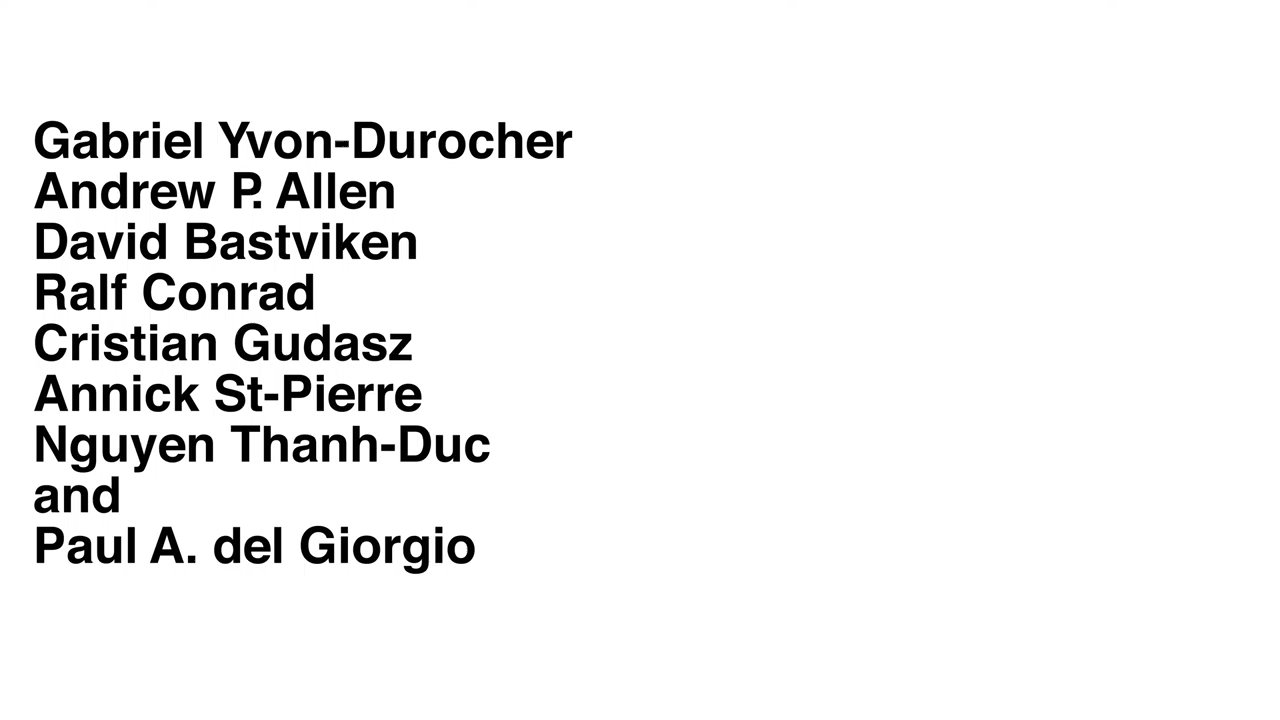 Gabriel Yvon-Durocher
Andrew P. Allen
David Bastviken
Ralf Conrad
Cristian Gudasz
Annick St-Pierre
Nguyen Thanh-Duc
and
Paul A. del Giorgio